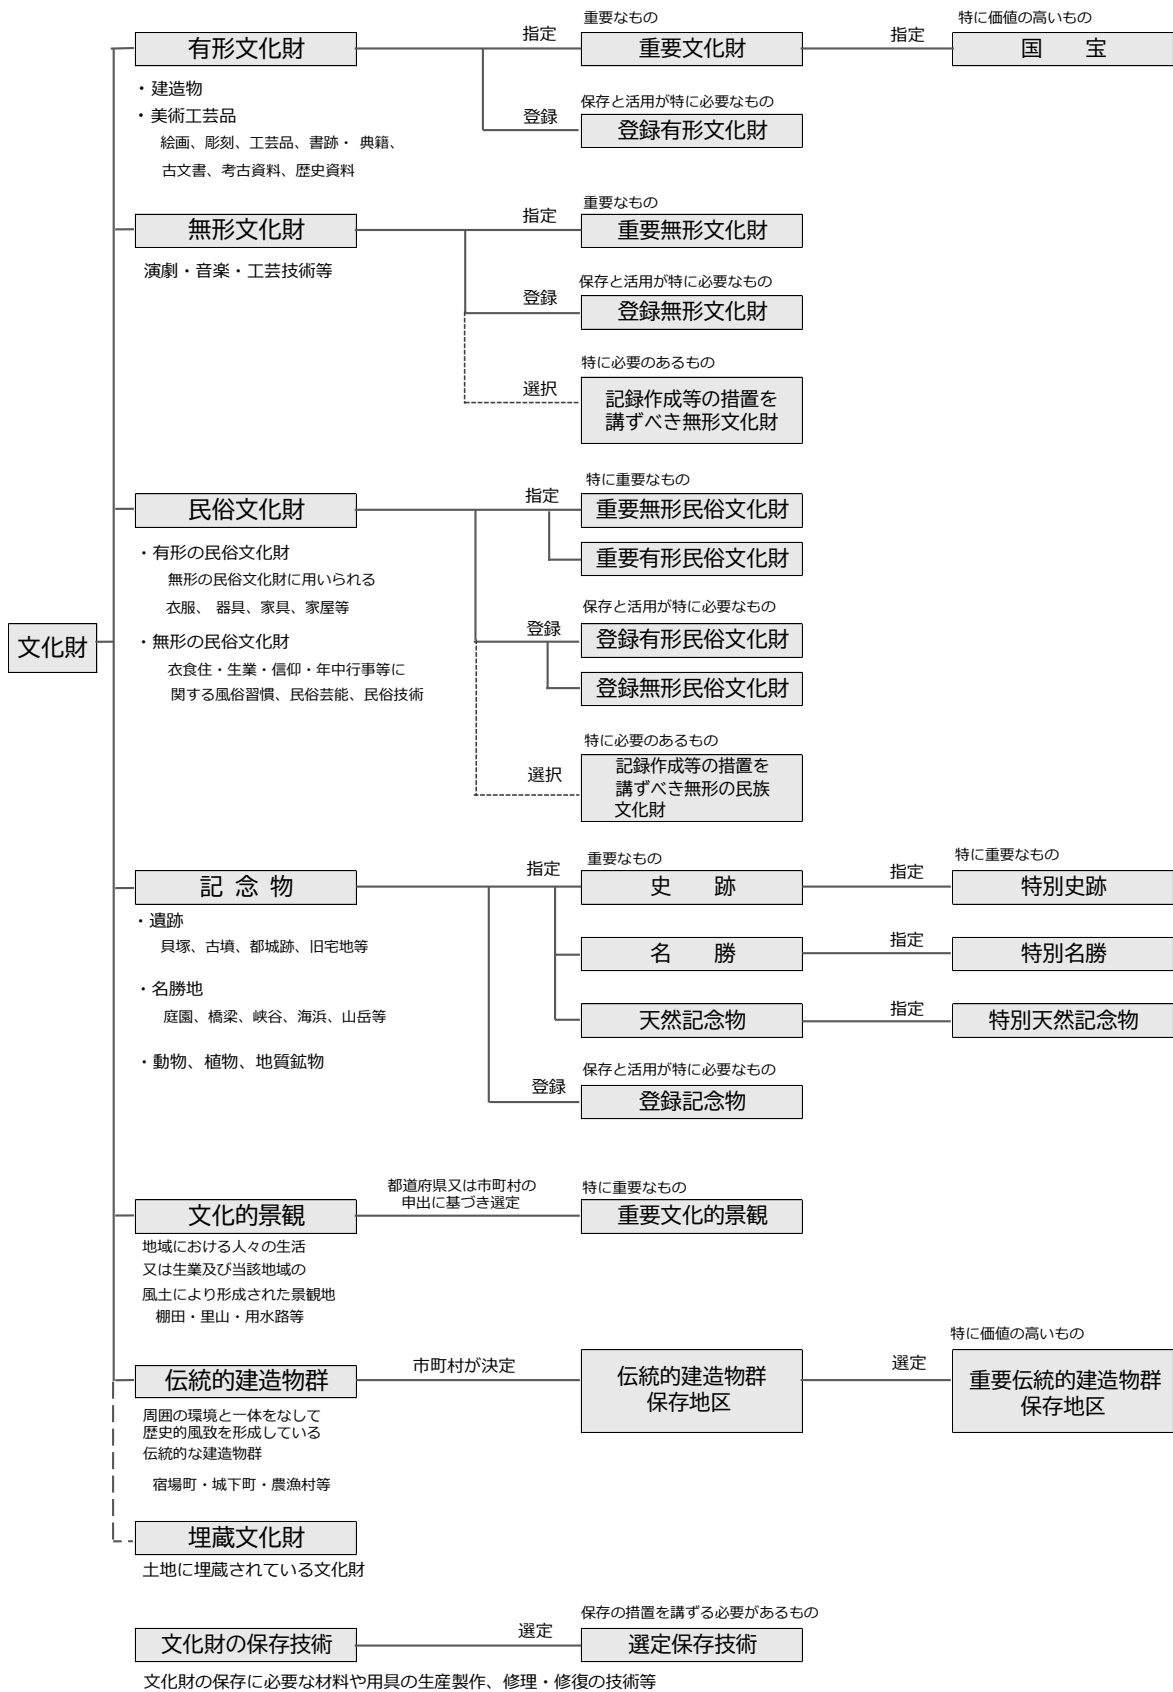 文化財
有形文化財
・建造物
・美術工芸品
絵画、彫刻、工芸品、書跡・ 典籍、
古文書、考古資料、歴史資料
指定
重要なもの
重要文化財
指定
特に価値の高いもの
国　宝
登録
保存と活用が特に必要なもの
登録有形文化財
無形文化財
演劇・音楽・工芸技術等
指定
重要なもの
重要無形文化財
登録
保存と活用が特に必要なもの
登録無形文化財
選択
特に必要のあるもの
記録作成等の措置を
講ずべき無形文化財
民俗文化財
・有形の民俗文化財
無形の民俗文化財に用いられる
衣服、 器具、家具、家屋等
・無形の民俗文化財
衣食住・生業・信仰・年中行事等に
関する風俗習慣、民俗芸能、民俗技術
指定
特に重要なもの
重要無形民俗文化財
重要有形民俗文化財
登録
保存と活用が特に必要なもの
登録有形民俗文化財
登録無形民俗文化財
選択
特に必要のあるもの
記録作成等の措置を
講ずべき無形の民族
文化財
記 念 物
・遺跡
貝塚、古墳、都城跡、旧宅地等
・名勝地
庭園、橋梁、峡谷、海浜、山岳等
・動物、植物、地質鉱物
指定
重要なもの
史　跡
指定
特に重要なもの
特別史跡
名　勝
指定
特別名勝
天然記念物
指定
特別天然記念物
登録
保存と活用が特に必要なもの
登録記念物
文化的景観
地域における人々の生活
又は生業及び当該地域の
風土により形成された景観地
棚田・里山・用水路等
都道府県又は市町村の
申出に基づき選定
特に重要なもの
重要文化的景観
伝統的建造物群
周囲の環境と一体をなして
歴史的風致を形成している
伝統的な建造物群
宿場町・城下町・農漁村等
市町村が決定
伝統的建造物群
保存地区
選定
特に価値の高いもの
重要伝統的建造物群
保存地区
埋蔵文化財
土地に埋蔵されている文化財
文化財の保存技術
選定
保存の措置を講ずる必要があるもの
選定保存技術
文化財の保存に必要な材料や用具の生産製作、修理・修復の技術等